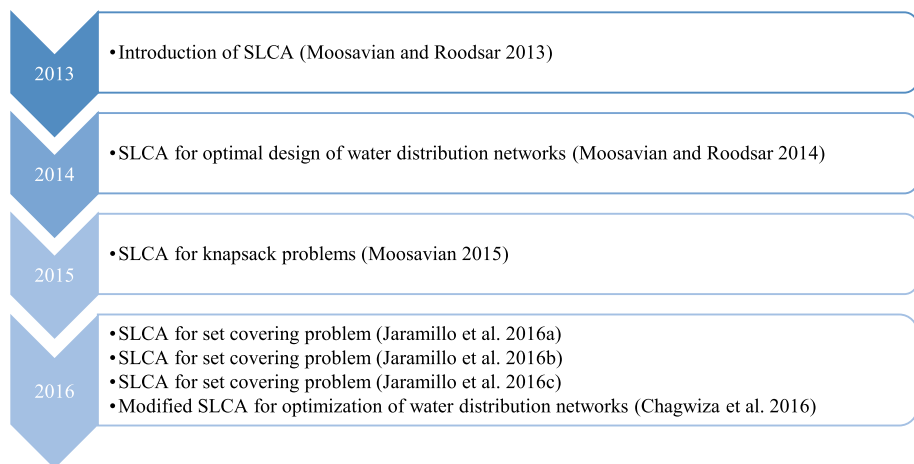 2013
•Introduction of SLCA (Moosavian and Roodsar 2013)
2014
•SLCA for optimal design of water distribution networks (Moosavian and Roodsar 2014)
2015
•SLCA for knapsack problems (Moosavian 2015)
2016
•SLCA for set covering problem (Jaramillo et al. 2016a)
•SLCA for set covering problem (Jaramillo et al. 2016b)
•SLCA for set covering problem (Jaramillo et al. 2016c)
•Modified SLCA for optimization of water distribution networks (Chagwiza et al. 2016)